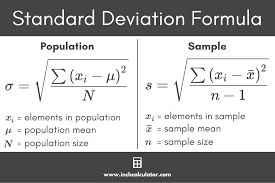 Standard Deviation Formula
Population
σ = √(∑(xᵢ − μ)² / N)
xᵢ = elements in population
μ = population mean
N = population size
Sample
s = √(∑(xᵢ − x̄)² / n − 1)
xᵢ = elements in sample
x̄ = sample mean
n = sample size
www.inchcalculator.com